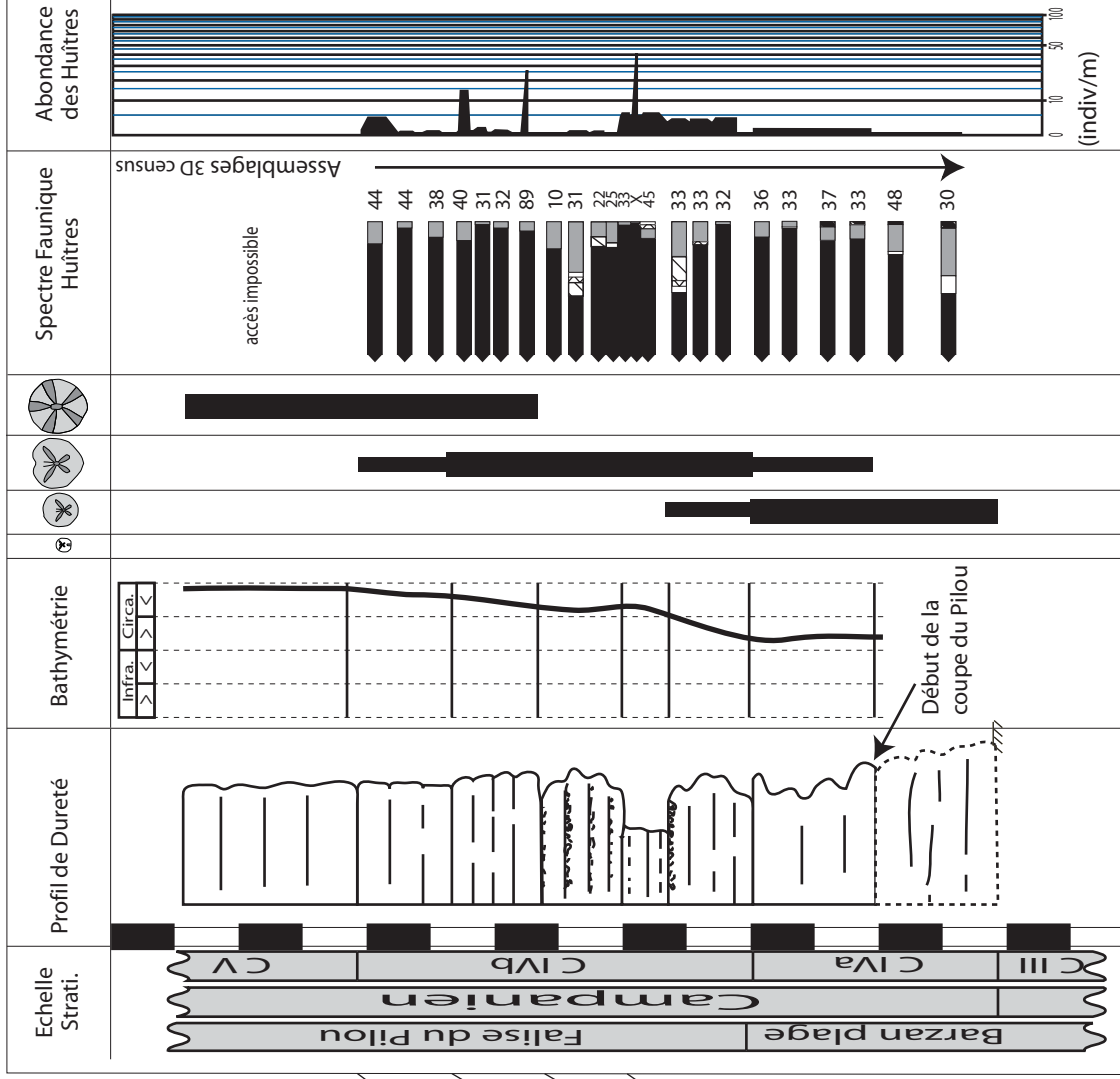 Abondance
des Huîtres
0
10
50
100
(indiv/m)
Spectre Faunique
Huîtres
Assemblages 3D census
accès impossible
44
44
38
40
31
32
89
10
31
22
25
33
X
45
33
33
32
36
33
37
33
48
30
Bathymétrie
Infra.
Circa.
>
<
>
<
Début de la
coupe du Pilou
Profil de Dureté
Echelle
Strati.
C V
C IVb
C IVa
C III
Campanien
Falise du Pilou
Barzan plage